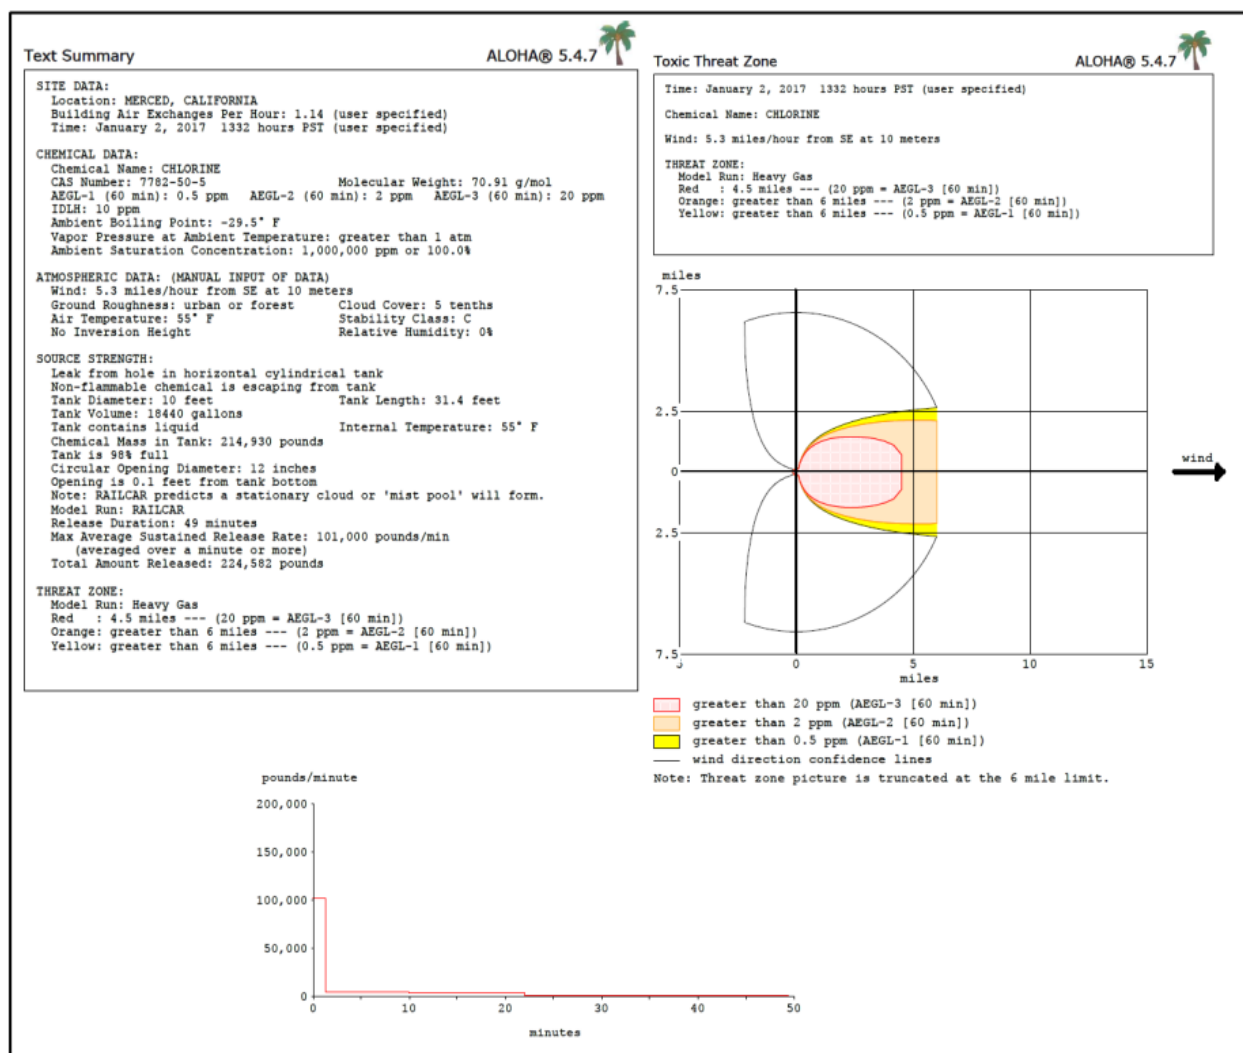 Text Summary
ALOHA® 5.4.7
SITE DATA:
Location: MERCED, CALIFORNIA
Building Air Exchanges Per Hour: 1.14 (user specified)
Time: January 2, 2017  1332 hours PST (user specified)
CHEMICAL DATA:
Chemical Name: CHLORINE
CAS Number: 7782-50-5 Molecular Weight: 70.91 g/mol
AEGL-1 (60 min): 0.5 ppm AEGL-2 (60 min): 2 ppm AEGL-3 (60 min): 20 ppm
IDLH: 10 ppm
Ambient Boiling Point: -29.5° F
Vapor Pressure at Ambient Temperature: greater than 1 atm
Ambient Saturation Concentration: 1,000,000 ppm or 100.0%
ATMOSPHERIC DATA: (MANUAL INPUT OF DATA)
Wind: 5.3 miles/hour from SE at 10 meters
Ground Roughness: urban or forest Cloud Cover: 5 tenths
Air Temperature: 55° F Stability Class: C
No Inversion Height Relative Humidity: 0%
SOURCE STRENGTH:
Leak from hole in horizontal cylindrical tank
Non-flammable chemical is escaping from tank
Tank Diameter: 10 feet Tank Length: 31.4 feet
Tank Volume: 18440 gallons
Tank contains liquid Internal Temperature: 55° F
Chemical Mass in Tank: 214,930 pounds
Tank is 98% full
Circular Opening Diameter: 12 inches
Opening is 0.1 feet from tank bottom
Note: RAILCAR predicts a stationary cloud or 'mist pool' will form.
Model Run: RAILCAR
Release Duration: 49 minutes
Max Average Sustained Release Rate: 101,000 pounds/min
(averaged over a minute or more)
Total Amount Released: 224,582 pounds
THREAT ZONE:
Model Run: Heavy Gas
Red : 4.5 miles --- (20 ppm = AEGL-3 [60 min])
Orange: greater than 6 miles --- (2 ppm = AEGL-2 [60 min])
Yellow: greater than 6 miles --- (0.5 ppm = AEGL-1 [60 min])
Toxic Threat Zone
ALOHA® 5.4.7
Time: January 2, 2017  1332 hours PST (user specified)
Chemical Name: CHLORINE
Wind: 5.3 miles/hour from SE at 10 meters
THREAT ZONE:
Model Run: Heavy Gas
Red : 4.5 miles --- (20 ppm = AEGL-3 [60 min])
Orange: greater than 6 miles --- (2 ppm = AEGL-2 [60 min])
Yellow: greater than 6 miles --- (0.5 ppm = AEGL-1 [60 min])
miles
7.5
2.5
0
2.5
7.5
0 5 10 15
miles
wind
greater than 20 ppm (AEGL-3 [60 min])
greater than 2 ppm (AEGL-2 [60 min])
greater than 0.5 ppm (AEGL-1 [60 min])
wind direction confidence lines
Note: Threat zone picture is truncated at the 6 mile limit.
pounds/minute
200,000
150,000
100,000
50,000
0
0 10 20 30 40 50
minutes